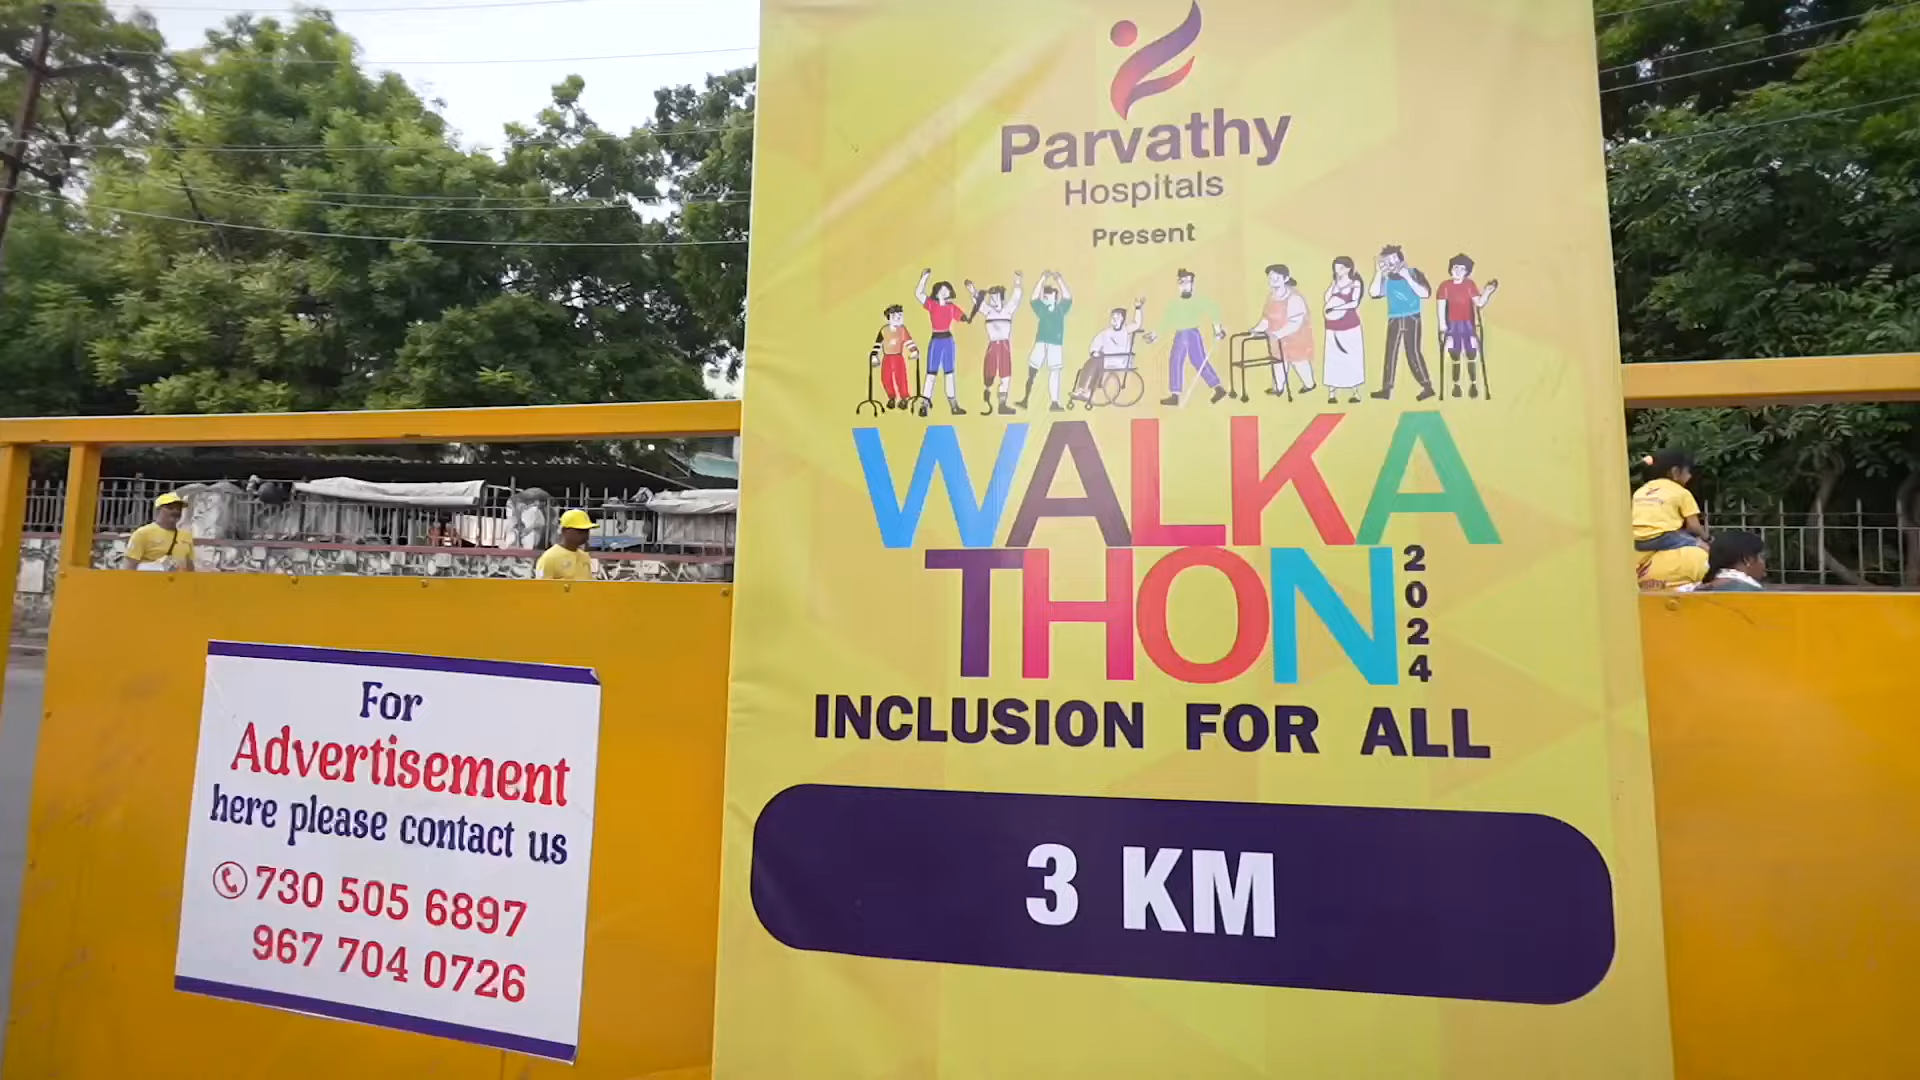 Parvathy
Hospitals
Present
WALKA
THON
2024
INCLUSION FOR ALL
3 KM
For
Advertisement
here please contact us
730 505 6897
967 704 0726